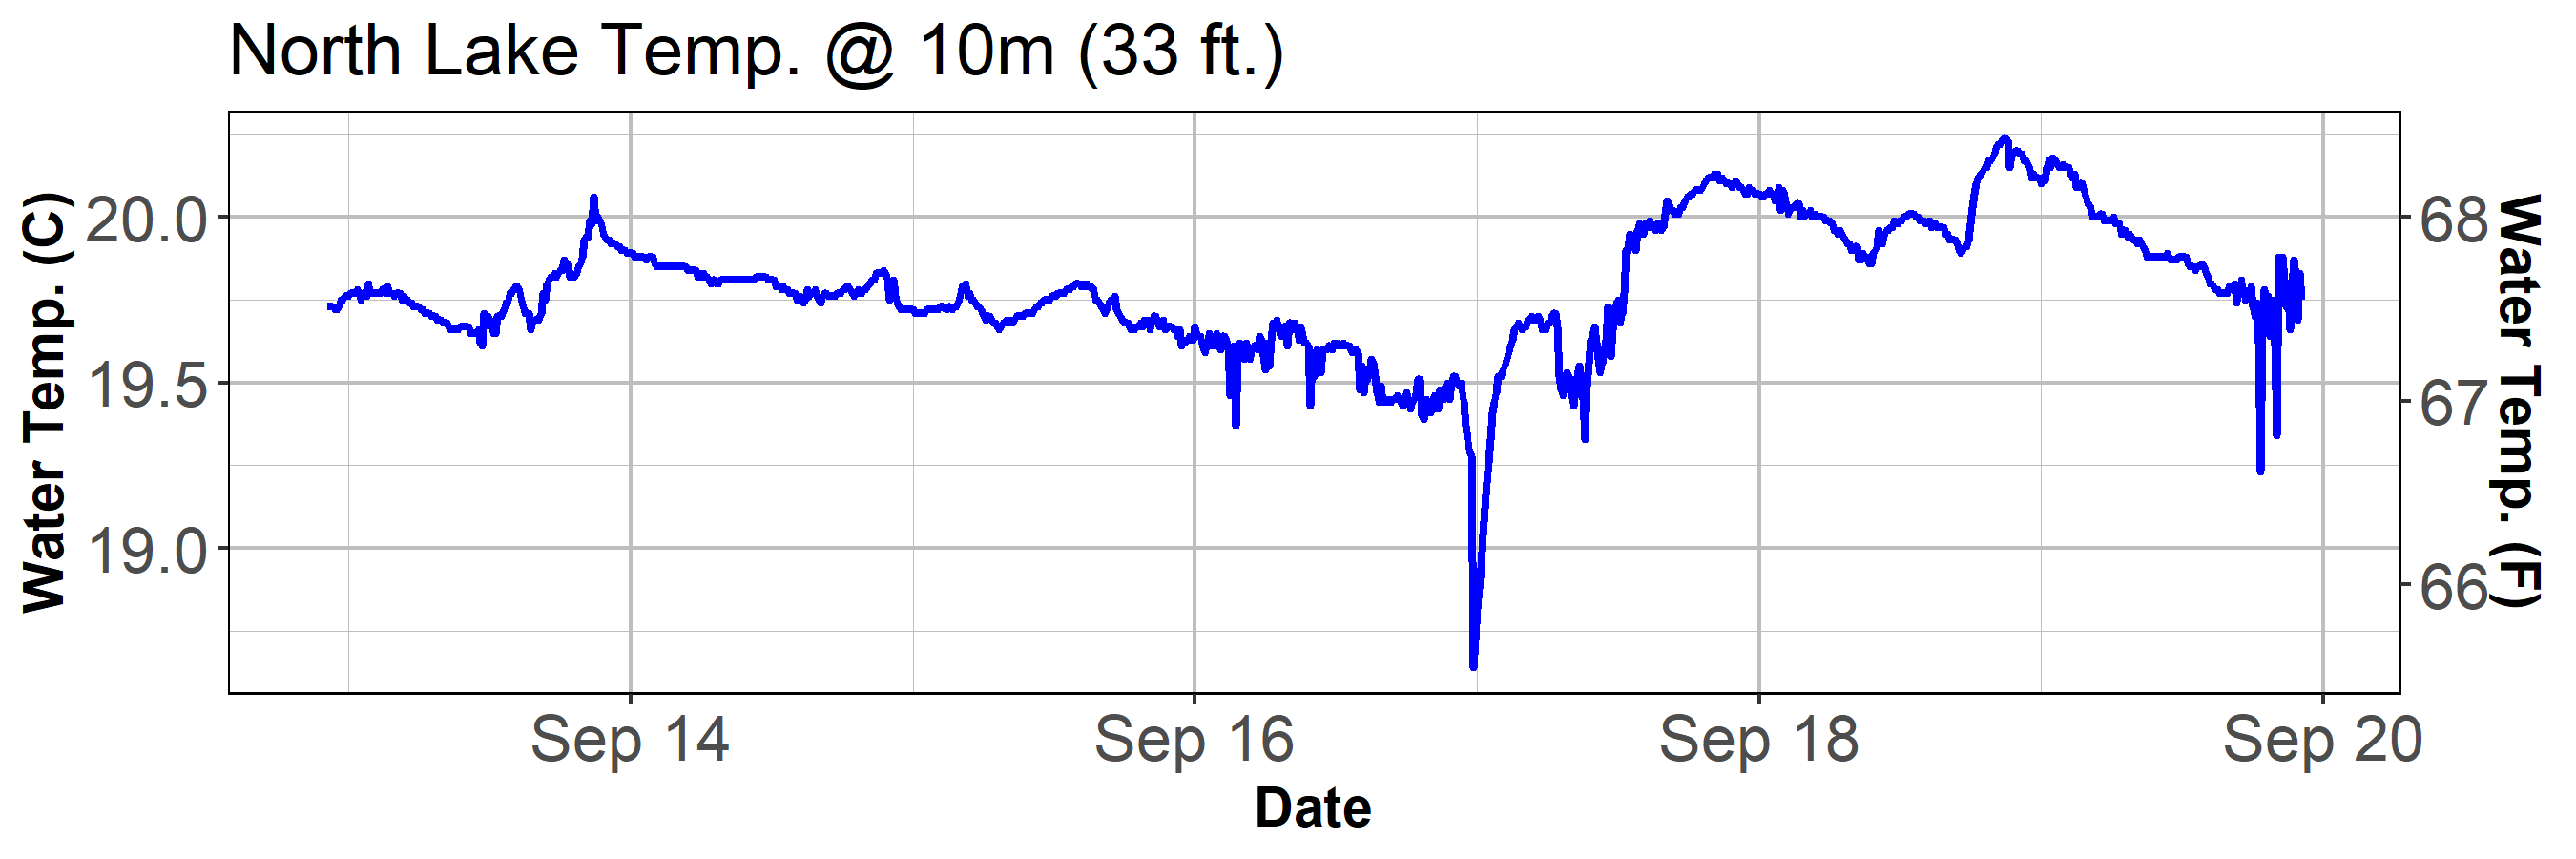 North Lake Temp. @ 10m (33 ft.)
Water Temp. (C)
20.0
19.5
19.0
68
67
66
Water Temp. (F)
Sep 14
Sep 16
Sep 18
Sep 20
Date